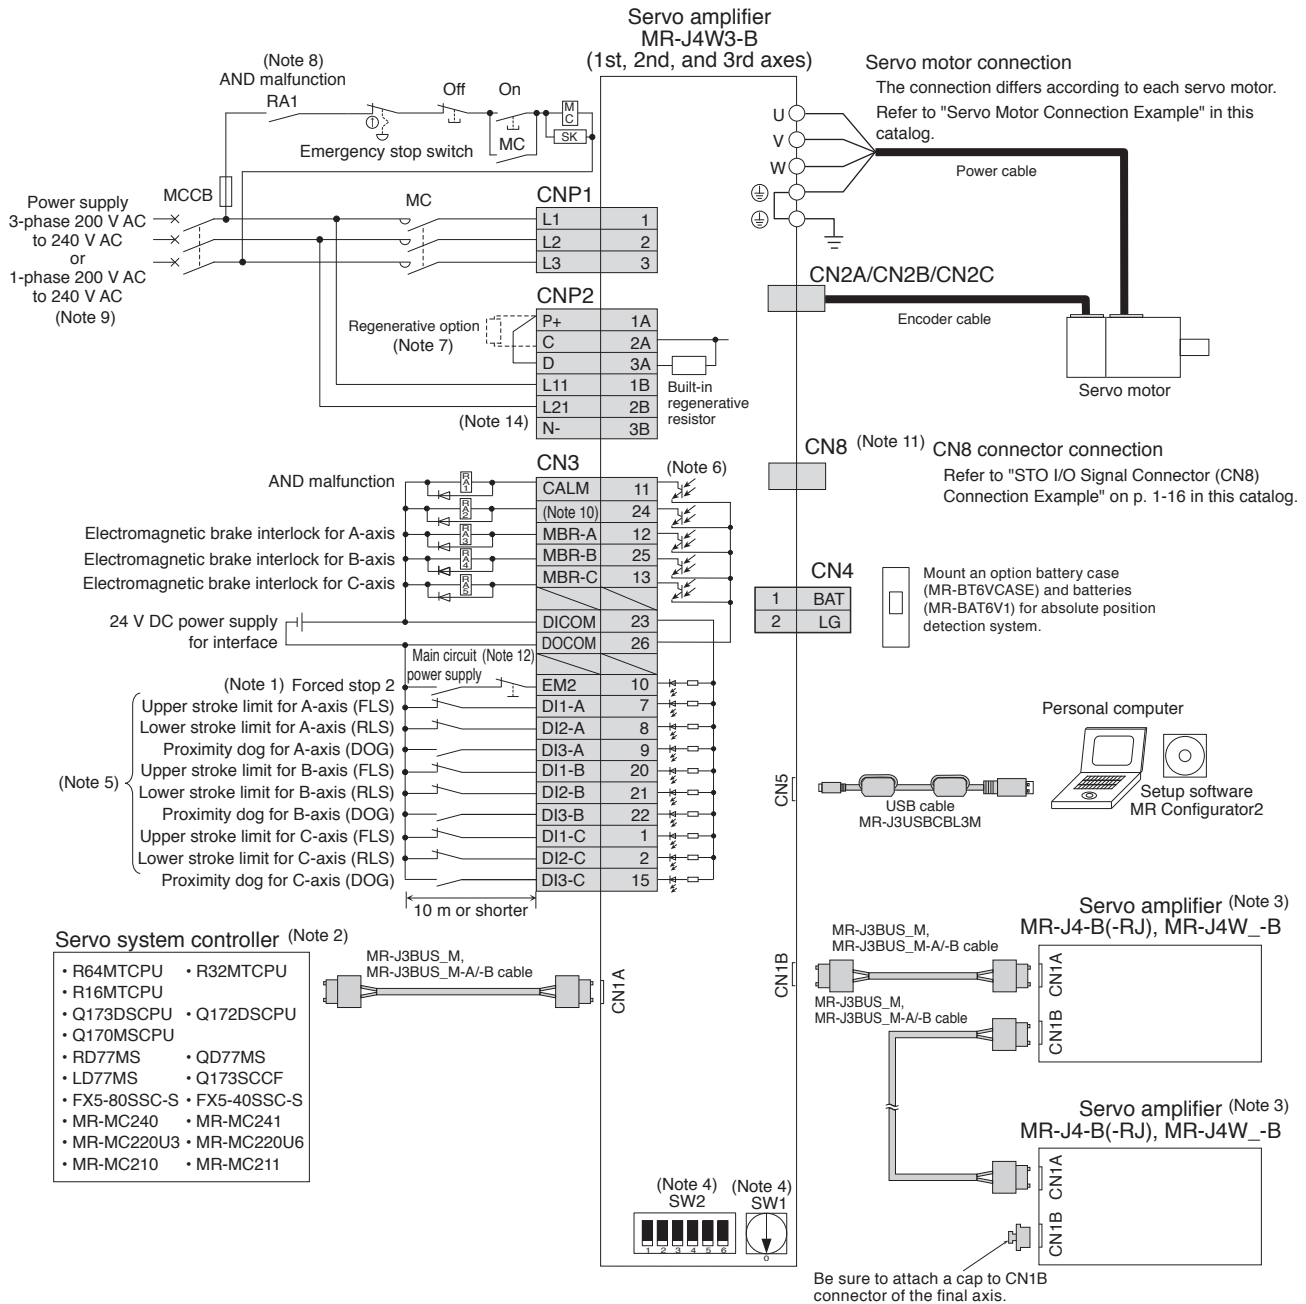 Servo amplifier
MR-J4W3-B
(1st, 2nd, and 3rd axes)
(Note 8)
AND malfunction
RA1
Off
On
MC
SK
MC
Emergency stop switch
Power supply
3-phase 200 V AC
to 240 V AC
or
1-phase 200 V AC
to 240 V AC
(Note 9)
MCCB
MC
CNP1
L1 1
L2 2
L3 3
CNP2
P+ 1A
C 2A
D 3A
L11 1B
L21 2B
N- 3B
Regenerative option
(Note 7)
(Note 14)
Built-in
regenerative
resistor
CN3
(Note 6)
CALM 11
(Note 10) 24
MBR-A 12
MBR-B 25
MBR-C 13
DICOM 23
DOCOM 26
EM2 10
DI1-A 7
DI2-A 8
DI3-A 9
DI1-B 20
DI2-B 21
DI3-B 22
DI1-C 1
DI2-C 2
DI3-C 15
AND malfunction
RA1
RA2
Electromagnetic brake interlock for A-axis
RA3
Electromagnetic brake interlock for B-axis
RA4
Electromagnetic brake interlock for C-axis
RA5
24 V DC power supply
for interface
Main circuit
power supply
(Note 12)
(Note 1) Forced stop 2
(Note 5)
Upper stroke limit for A-axis (FLS)
Lower stroke limit for A-axis (RLS)
Proximity dog for A-axis (DOG)
Upper stroke limit for B-axis (FLS)
Lower stroke limit for B-axis (RLS)
Proximity dog for B-axis (DOG)
Upper stroke limit for C-axis (FLS)
Lower stroke limit for C-axis (RLS)
Proximity dog for C-axis (DOG)
10 m or shorter
Servo system controller (Note 2)
• R64MTCPU • R32MTCPU
• R16MTCPU
• Q173DSCPU • Q172DSCPU
• Q170MSCPU
• RD77MS • QD77MS
• LD77MS • Q173SCCF
• FX5-80SSC-S • FX5-40SSC-S
• MR-MC240 • MR-MC241
• MR-MC220U3 • MR-MC220U6
• MR-MC210 • MR-MC211
MR-J3BUS_M,
MR-J3BUS_M-A/-B cable
CN1A
(Note 4)
SW2
1 2 3 4 5 6
(Note 4)
SW1
0
Servo motor connection
The connection differs according to each servo motor.
Refer to "Servo Motor Connection Example" in this
catalog.
U
V
W
Power cable
CN2A/CN2B/CN2C
Encoder cable
Servo motor
CN8 (Note 11)
CN8 connector connection
Refer to "STO I/O Signal Connector (CN8)
Connection Example" on p. 1-16 in this catalog.
CN4
1 BAT
2 LG
Mount an option battery case
(MR-BT6VCASE) and batteries
(MR-BAT6V1) for absolute position
detection system.
Personal computer
CN5
USB cable
MR-J3USBCBL3M
Setup software
MR Configurator2
CN1B
MR-J3BUS_M,
MR-J3BUS_M-A/-B cable
Servo amplifier (Note 3)
MR-J4-B(-RJ), MR-J4W_-B
CN1A
CN1B
MR-J3BUS_M,
MR-J3BUS_M-A/-B cable
Servo amplifier (Note 3)
MR-J4-B(-RJ), MR-J4W_-B
CN1A
CN1B
Be sure to attach a cap to CN1B
connector of the final axis.